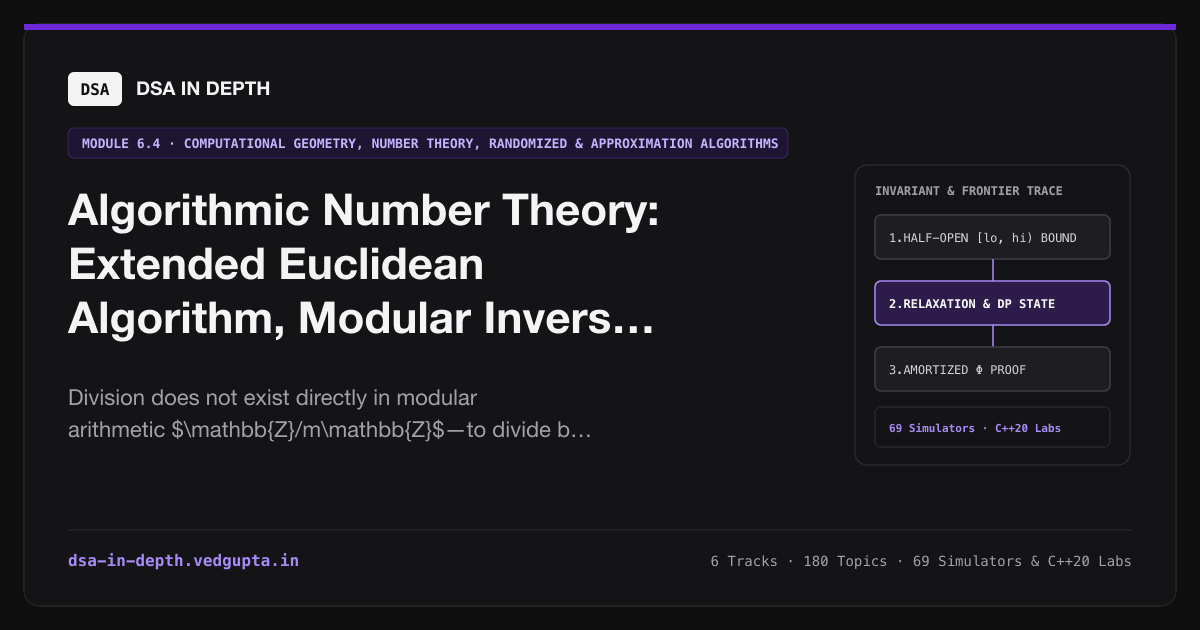 DSA DSA IN DEPTH
MODULE 6.4 · COMPUTATIONAL GEOMETRY, NUMBER THEORY, RANDOMIZED & APPROXIMATION ALGORITHMS
Algorithmic Number Theory:
Extended Euclidean
Algorithm, Modular Invers...
Division does not exist directly in modular
arithmetic $\mathbb{Z}/m\mathbb{Z}$—to divide b...
INVARIANT & FRONTIER TRACE
1.HALF-OPEN [lo, hi) BOUND
2.RELAXATION & DP STATE
3.AMORTIZED Φ PROOF
69 Simulators · C++20 Labs
dsa-in-depth.vedgupta.in
6 Tracks · 180 Topics · 69 Simulators & C++20 Labs